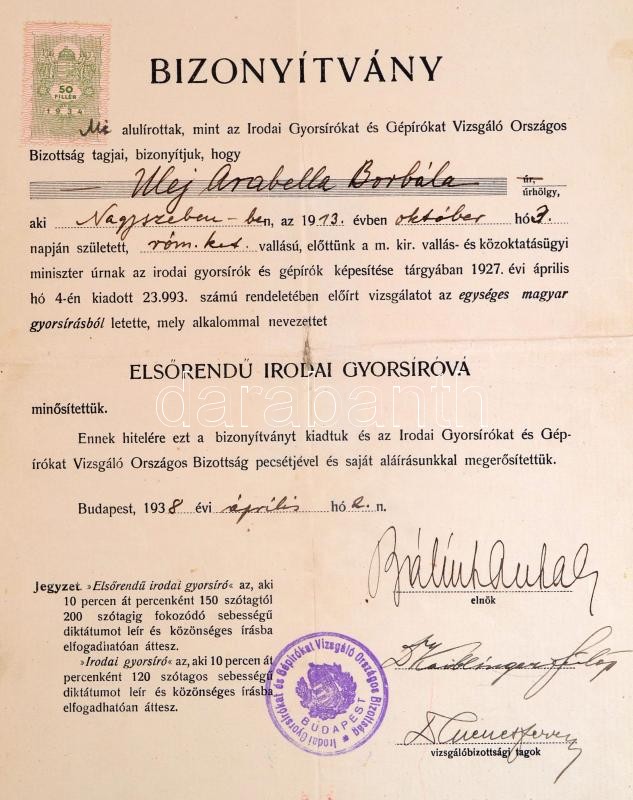 50
FILLÉR
1934
BIZONYÍTVÁNY
Mi alulírottak, mint az Irodai Gyorsírókat és Gépírókat Vizsgáló Országos
Bizottság tagjai, bizonyítjuk, hogy
Ulej Arabella Borbála úr,
úrhölgy,
aki Nagyszeben-ben, az 1913. évben október hó 3.
napján született, róm. kat. vallású, előttünk a m. kir. vallás- és közoktatásügyi
miniszter úrnak az irodai gyorsírók és gépírók képesítése tárgyában 1927. évi április
hó 4-én kiadott 23.993. számú rendeletében előírt vizsgálatot az egységes magyar
gyorsírásból letette, mely alkalommal nevezettet
ELSŐRENDŰ IRODAI GYORSÍRÓVÁ
darabanth
minősítettük.
Ennek hitelére ezt a bizonyítványt kiadtuk és az Irodai Gyorsírókat és Gép-
írókat Vizsgáló Országos Bizottság pecsétjével és saját aláírásunkkal megerősítettük.
Budapest, 1938 évi április hó 2.n.
Bálint Antal
elnök
Jegyzet. »Elsőrendű irodai gyorsíró« az, aki
10 percen át percenként 150 szótagtól
200 szótagig fokozódó sebességű
diktátumot leír és közönséges írásba
elfogadhatóan áttesz.
»Irodai gyorsíró« az, aki 10 percen át
percenként 120 szótagos sebességű
diktátumot leír és közönséges írásba
elfogadhatóan áttesz.
Irodai Gyorsírókat és Gépírókat Vizsgáló Országos Bizottság
BUDAPEST
Dr
Fülöp
vizsgálóbizottsági tagok